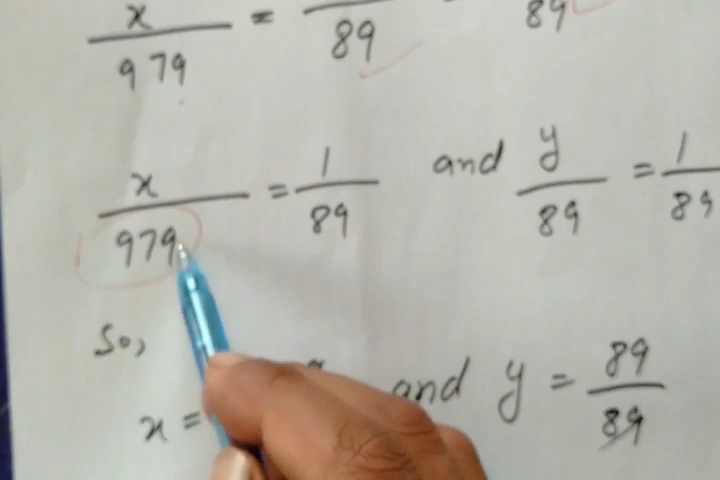 x/979 = /89 89
x/979 = 1/89 and y/89 = 1/89
So,
x = and y = 89/89